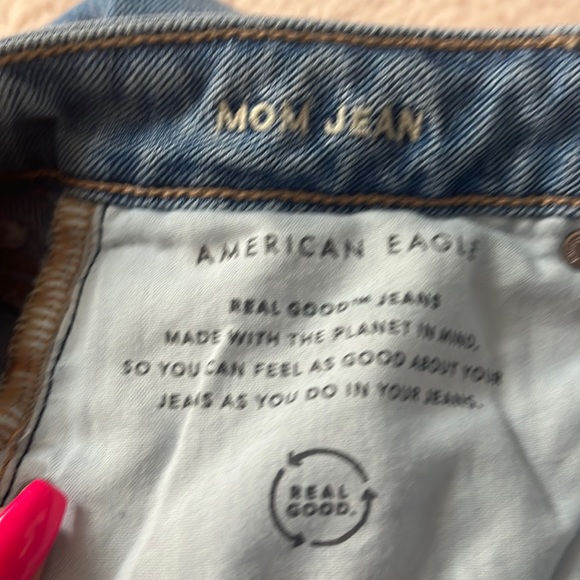 MOM JEAN
AMERICAN EAGLE
REAL GOOD™ JEANS
MADE WITH THE PLANET IN MIND,
SO YOU CAN FEEL AS GOOD ABOUT YOUR
JEANS AS YOU DO IN YOUR JEANS.
REAL
GOOD.